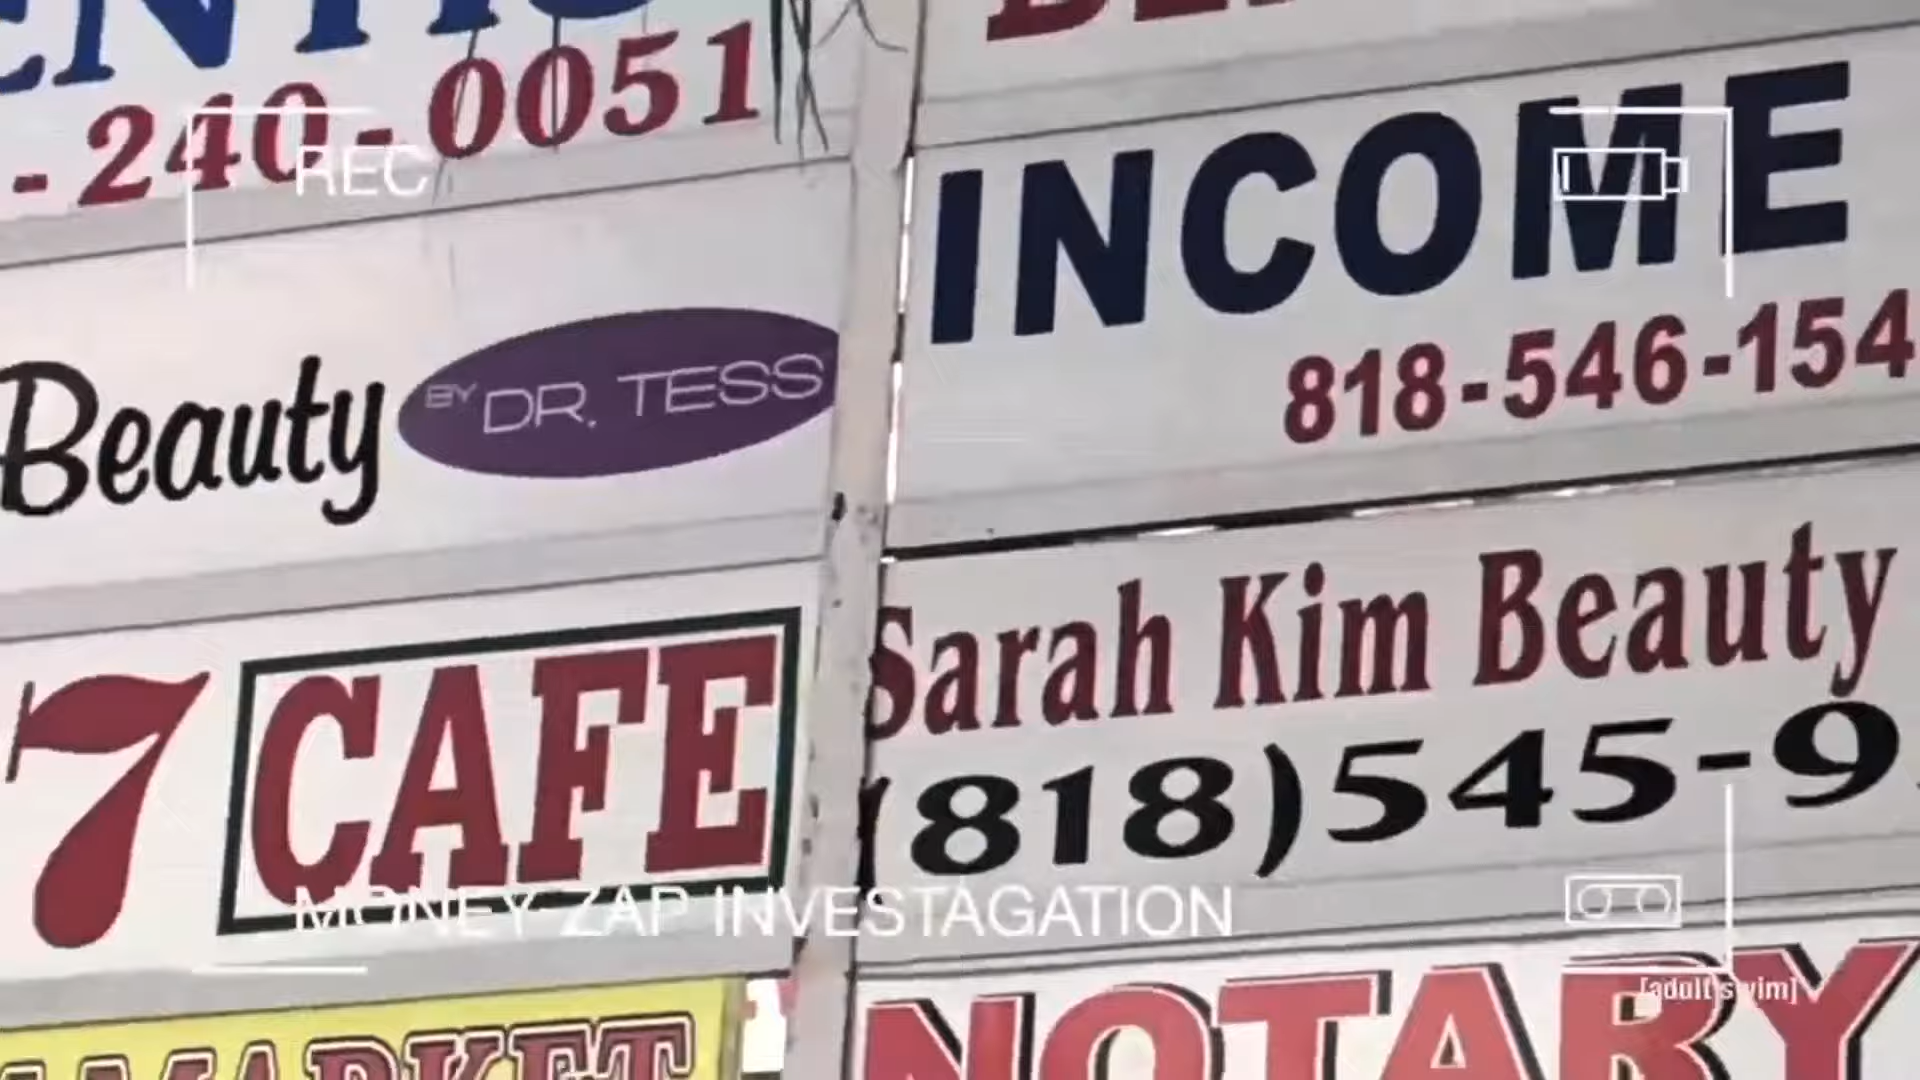 -240-0051
REC
Beauty BY DR. TESS
7 CAFE
MARKET
INCOME
818-546-154
Sarah Kim Beauty
(818)545-9
NOTARY
MONEY ZAP INVESTAGATION
[adult swim]